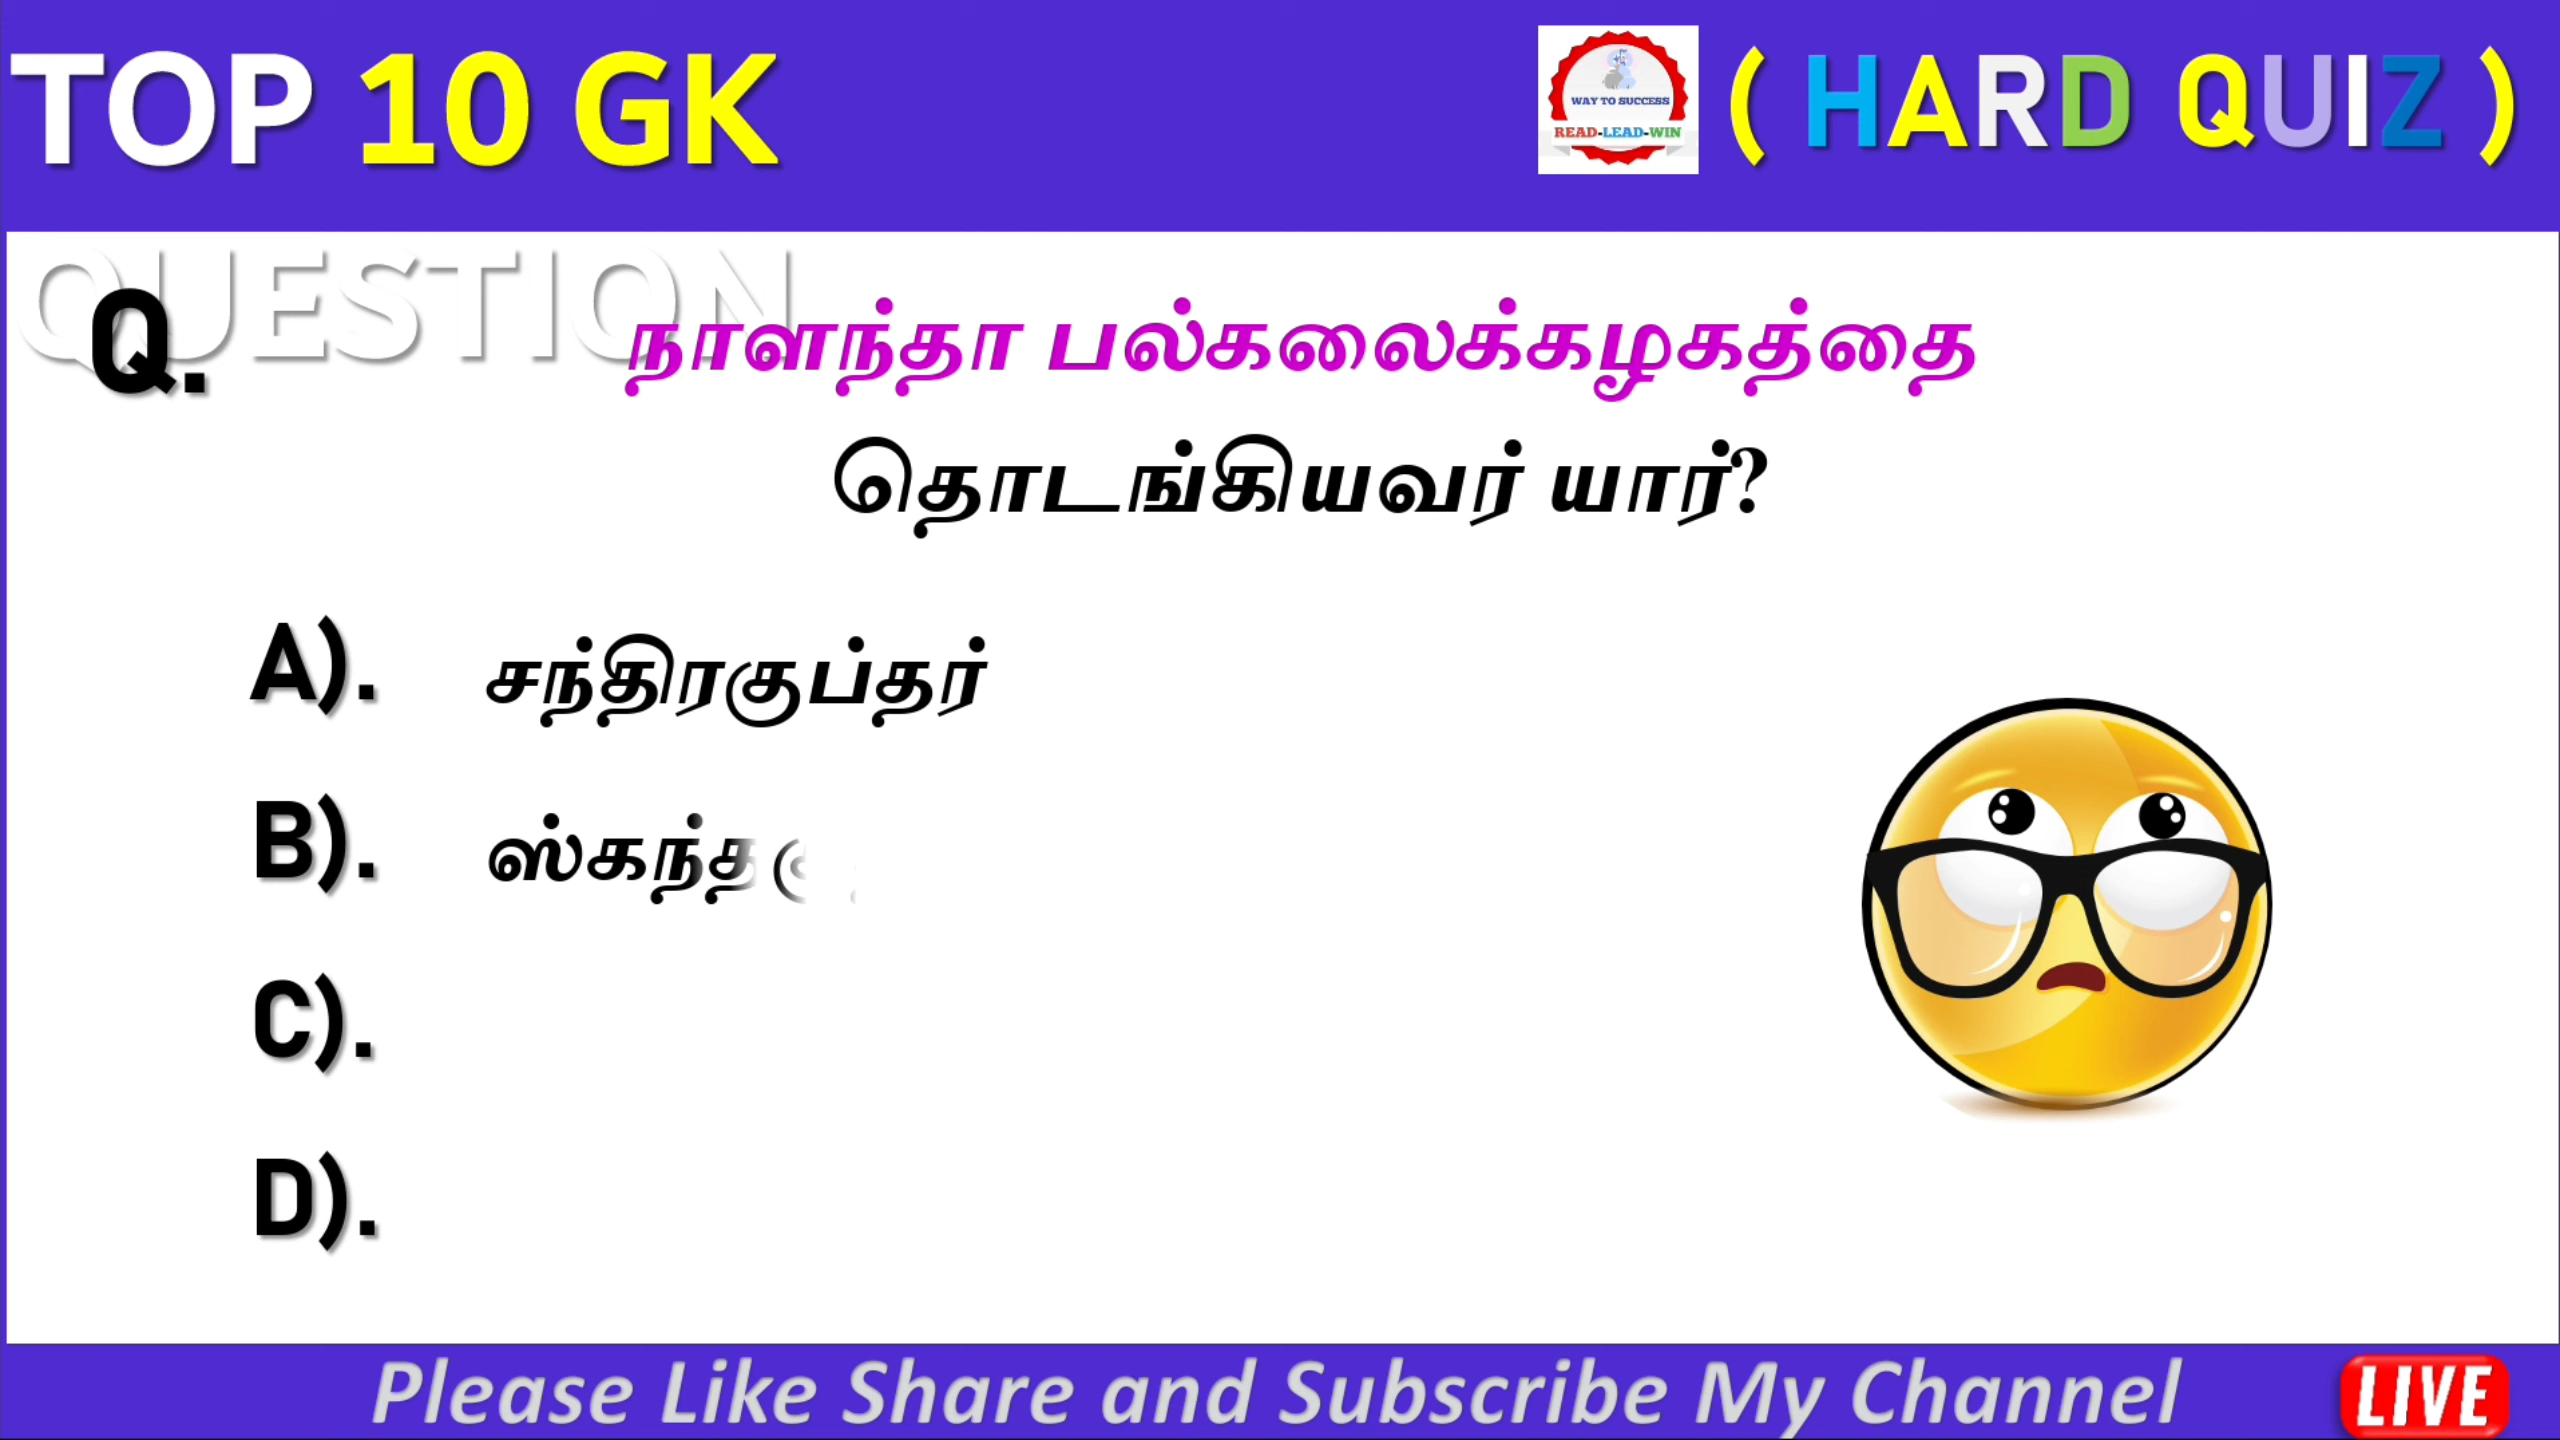 TOP 10 GK
QUESTION
WAY TO SUCCESS
READ-LEAD-WIN
( HARD QUIZ )
Q. நாளந்தா பல்கலைக்கழகத்தை
தொடங்கியவர் யார்?
A). சந்திரகுப்தர்
B).
C).
D).
Please Like Share and Subscribe My Channel
LIVE